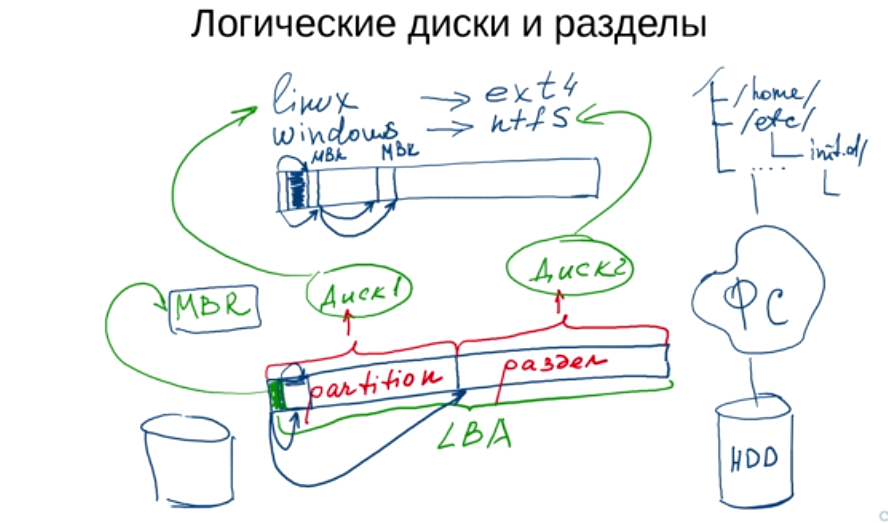 Логические диски и разделы
linux → ext4
windows → ntfs
MBR MBR
/home/
/etc/
init.d/
....
MBR
Диск1
Диск2
ФС
partition
раздел
LBA
HDD